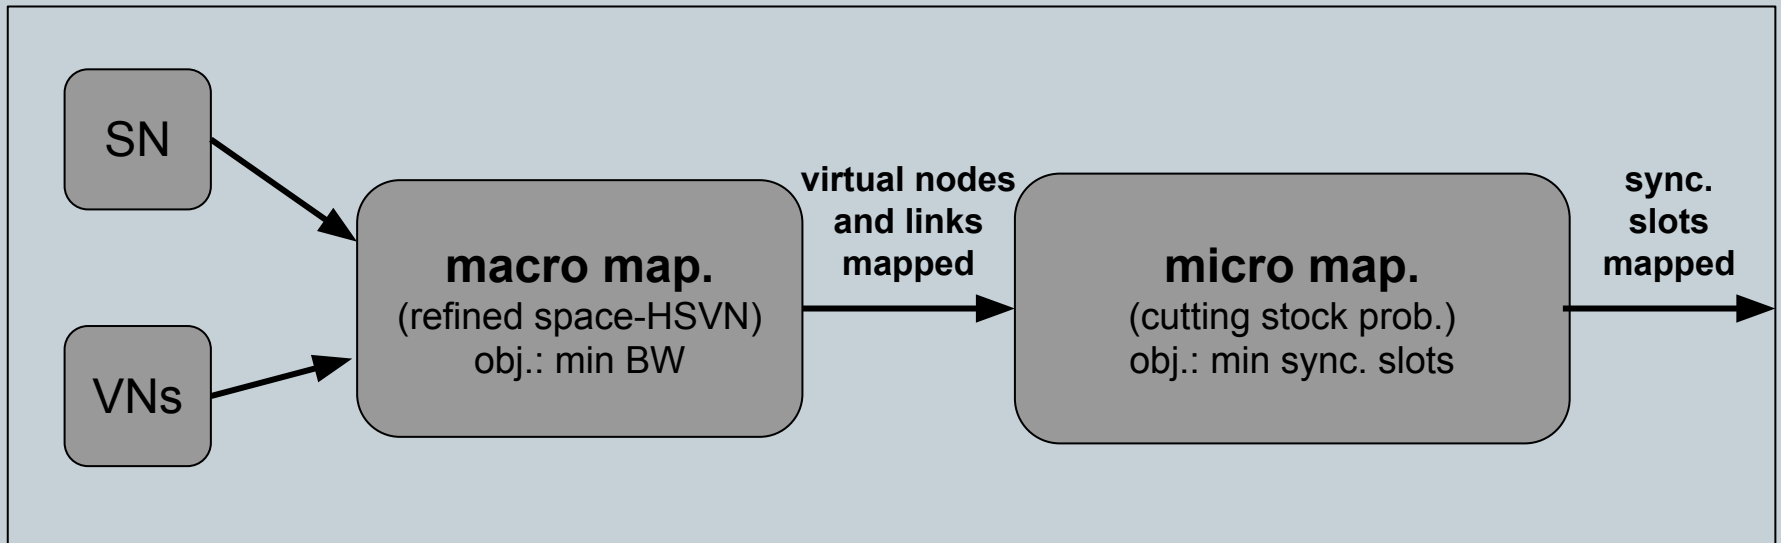 SN
VNs
macro map.
(refined space-HSVN)
obj.: min BW
virtual nodes
and links
mapped
micro map.
(cutting stock prob.)
obj.: min sync. slots
sync.
slots
mapped